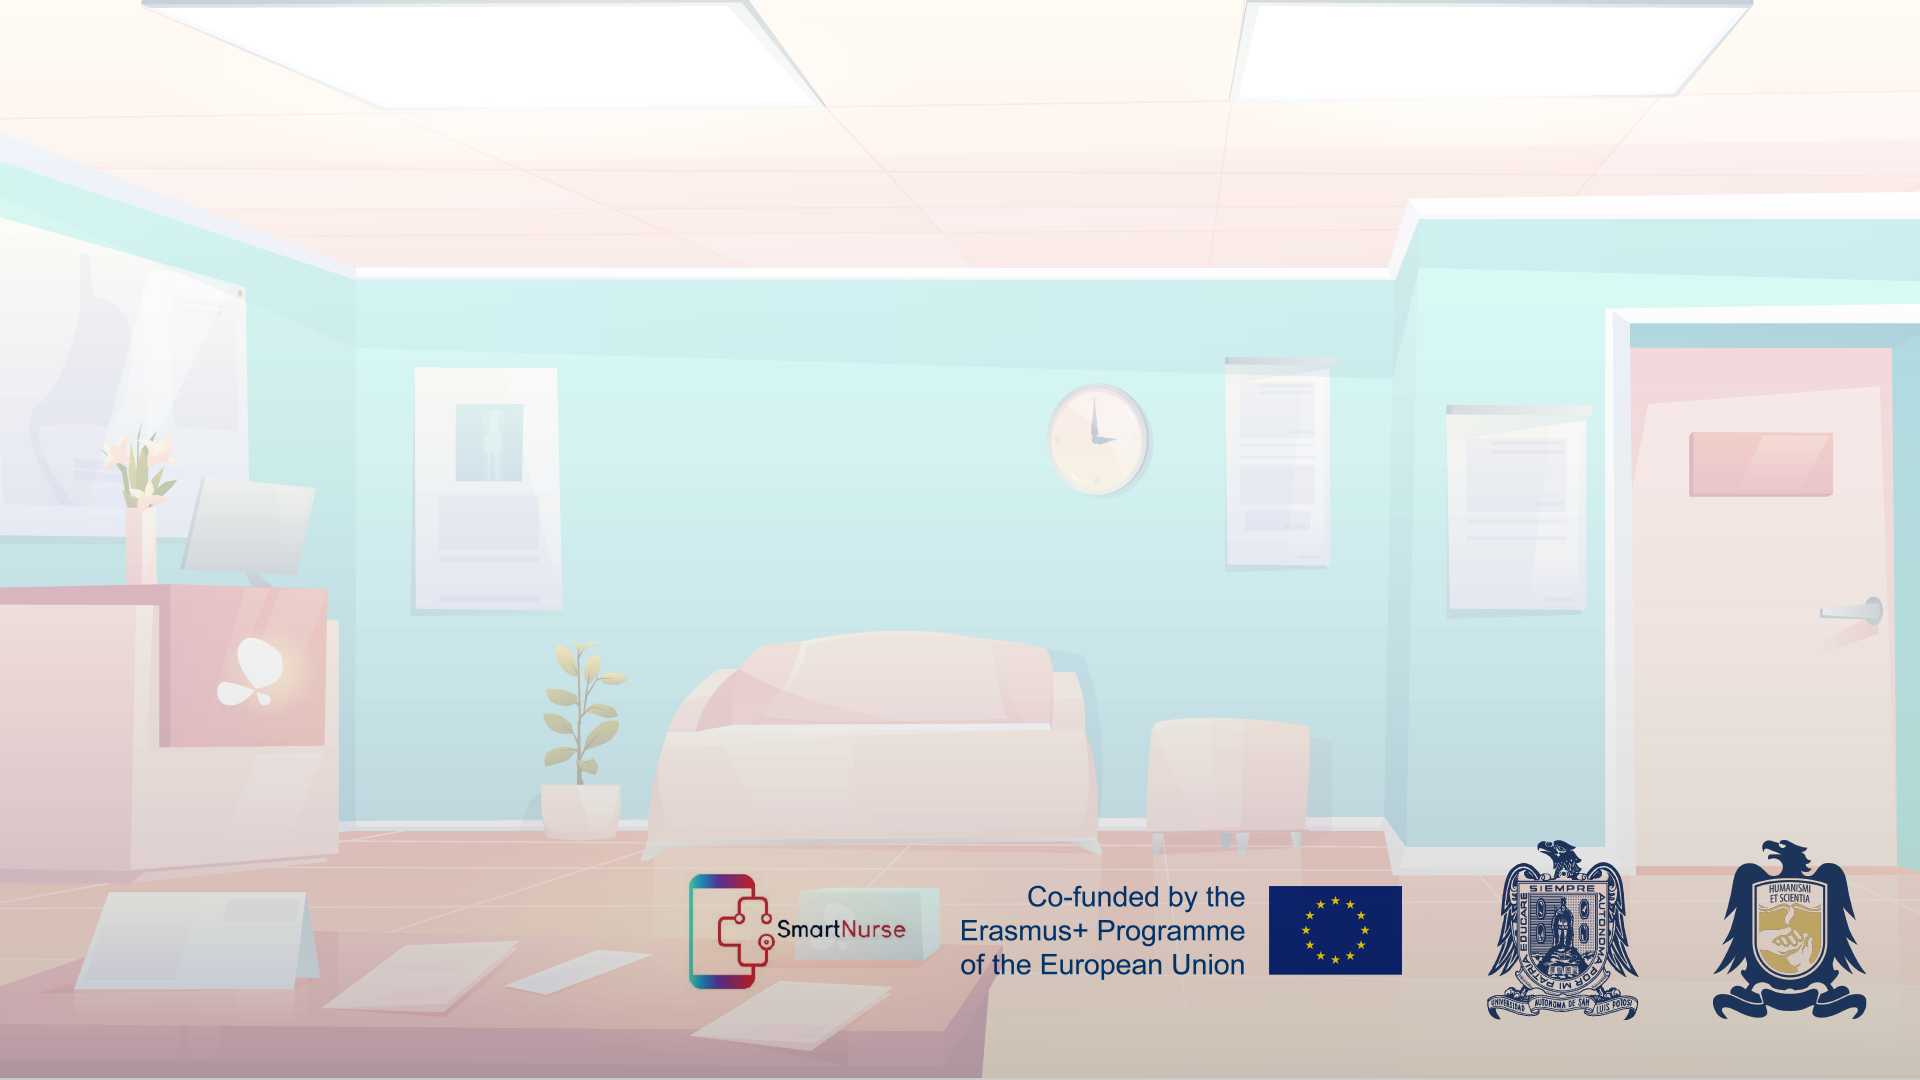 SmartNurse
Co-funded by the
Erasmus+ Programme
of the European Union
SIEMPRE
AUTONOMA
POR MI PATRIA
EDUCARE
UNIVERSIDAD AUTONOMA DE SAN LUIS POTOSI
HUMANISMI
ET SCIENTIA